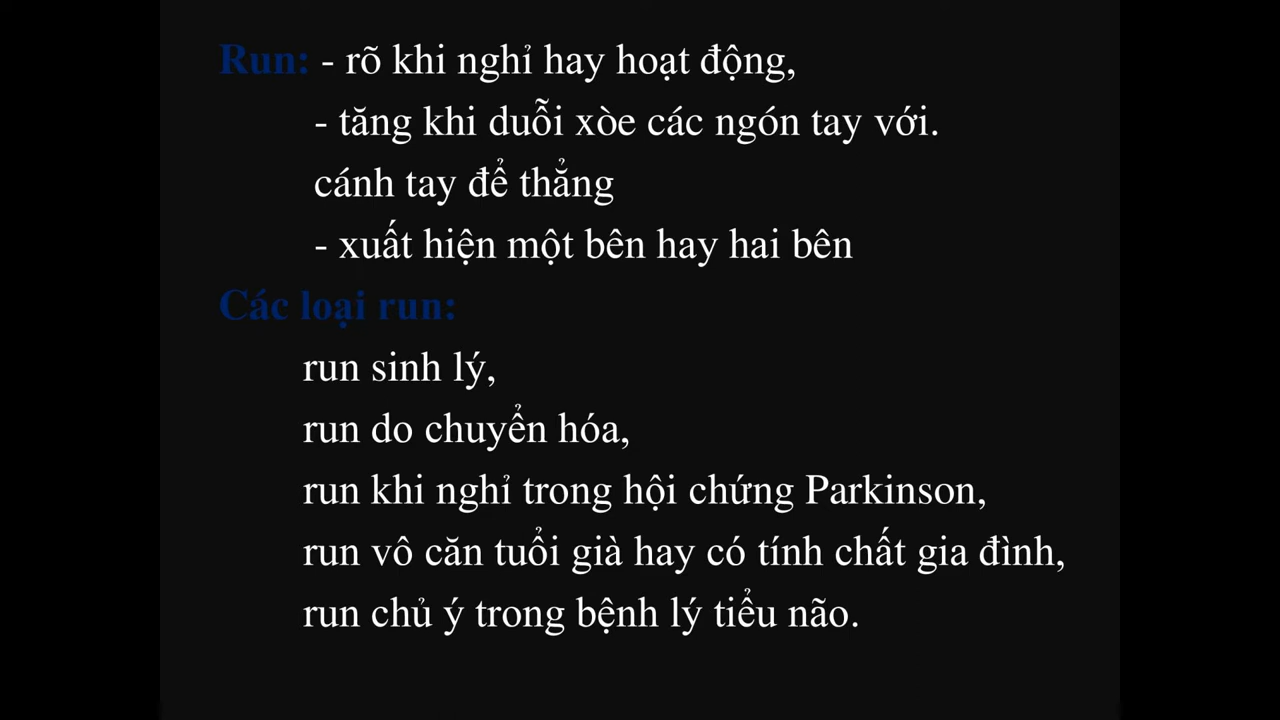 Run: - rõ khi nghỉ hay hoạt động,
- tăng khi duỗi xòe các ngón tay với.
cánh tay để thẳng
- xuất hiện một bên hay hai bên
Các loại run:
run sinh lý,
run do chuyển hóa,
run khi nghỉ trong hội chứng Parkinson,
run vô căn tuổi già hay có tính chất gia đình,
run chủ ý trong bệnh lý tiểu não.